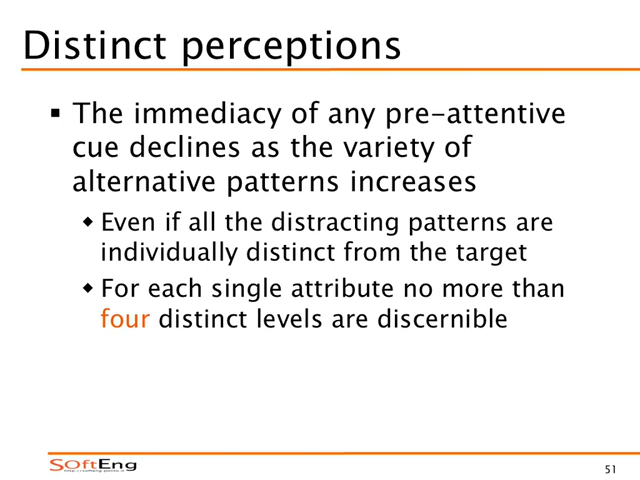 Distinct perceptions
▪ The immediacy of any pre-attentive
cue declines as the variety of
alternative patterns increases
◆ Even if all the distracting patterns are
individually distinct from the target
◆ For each single attribute no more than
four distinct levels are discernible
SOftEng
51